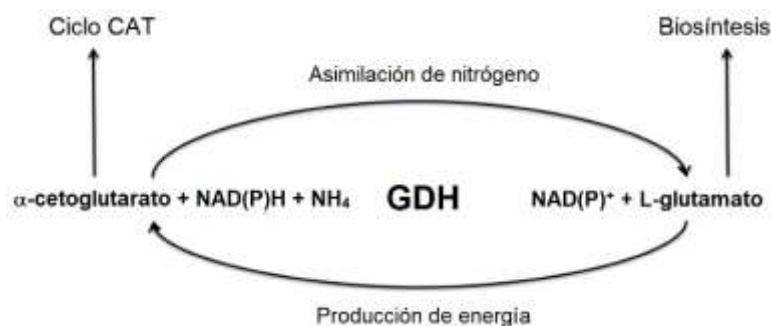 Ciclo CAT
Biosíntesis
Asimilación de nitrógeno
α-cetoglutarato + NAD(P)H + NH₄
GDH
NAD(P)⁺ + L-glutamato
Producción de energía